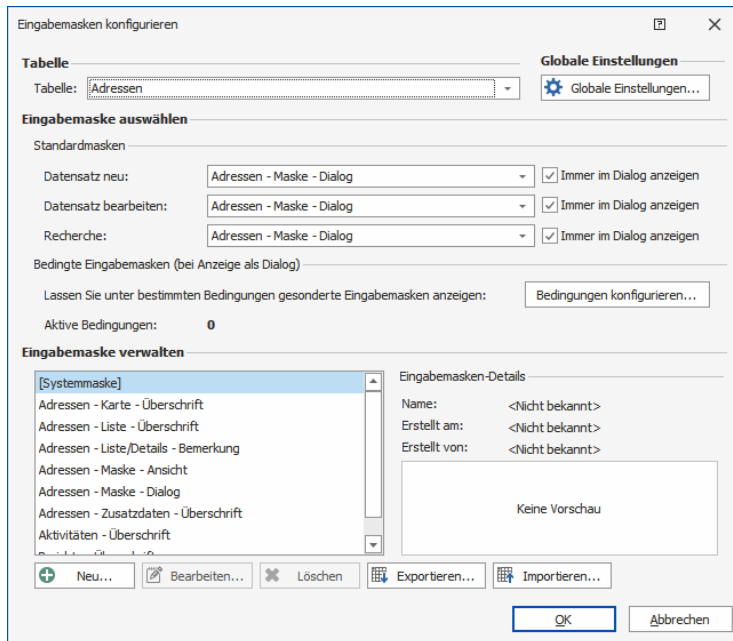 Eingabemasken konfigurieren
Tabelle
Globale Einstellungen
Tabelle: Adressen
Globale Einstellungen...
Eingabemaske auswählen
Standardmasken
Datensatz neu: Adressen - Maske - Dialog Immer im Dialog anzeigen
Datensatz bearbeiten: Adressen - Maske - Dialog Immer im Dialog anzeigen
Recherche: Adressen - Maske - Dialog Immer im Dialog anzeigen
Bedingte Eingabemasken (bei Anzeige als Dialog)
Lassen Sie unter bestimmten Bedingungen gesonderte Eingabemasken anzeigen: Bedingungen konfigurieren...
Aktive Bedingungen: 0
Eingabemaske verwalten
[Systemmaske]
Adressen - Karte - Überschrift
Adressen - Liste - Überschrift
Adressen - Liste/Details - Bemerkung
Adressen - Maske - Ansicht
Adressen - Maske - Dialog
Adressen - Zusatzdaten - Überschrift
Aktivitäten - Überschrift
Eingabemasken-Details
Name: <Nicht bekannt>
Erstellt am: <Nicht bekannt>
Erstellt von: <Nicht bekannt>
Keine Vorschau
Neu... Bearbeiten... Löschen Exportieren... Importieren...
OK Abbrechen